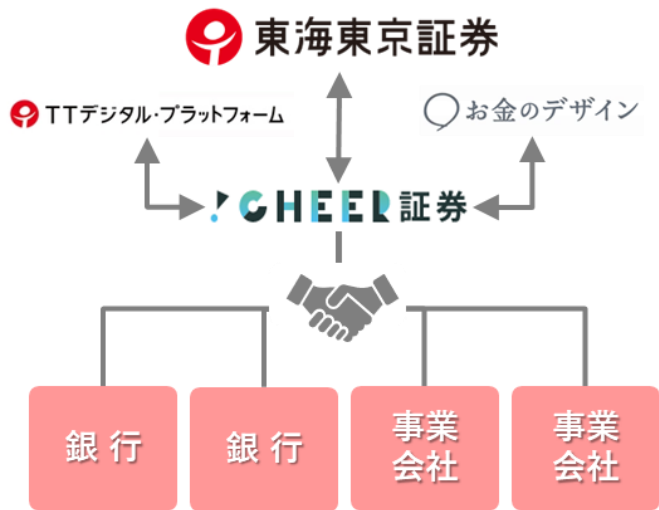 東海東京証券
TTデジタル・プラットフォーム
お金のデザイン
CHEER証券
銀行
銀行
事業
会社
事業
会社